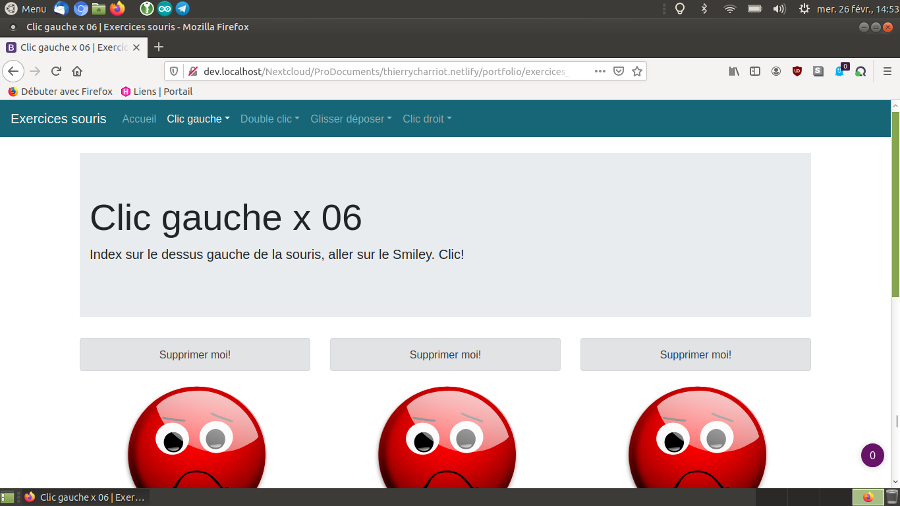 Menu
mer. 26 févr., 14:53
Clic gauche x 06 | Exercices souris - Mozilla Firefox
Clic gauche x 06 | Exercic
dev.localhost/Nextcloud/ProDocuments/thierrycharriot.netlify/portfolio/exercices_
0
Débuter avec Firefox
Liens | Portail
Exercices souris
Accueil
Clic gauche
Double clic
Glisser déposer
Clic droit
Clic gauche x 06
Index sur le dessus gauche de la souris, aller sur le Smiley. Clic!
Supprimer moi!
Supprimer moi!
Supprimer moi!
0
Clic gauche x 06 | Exer...